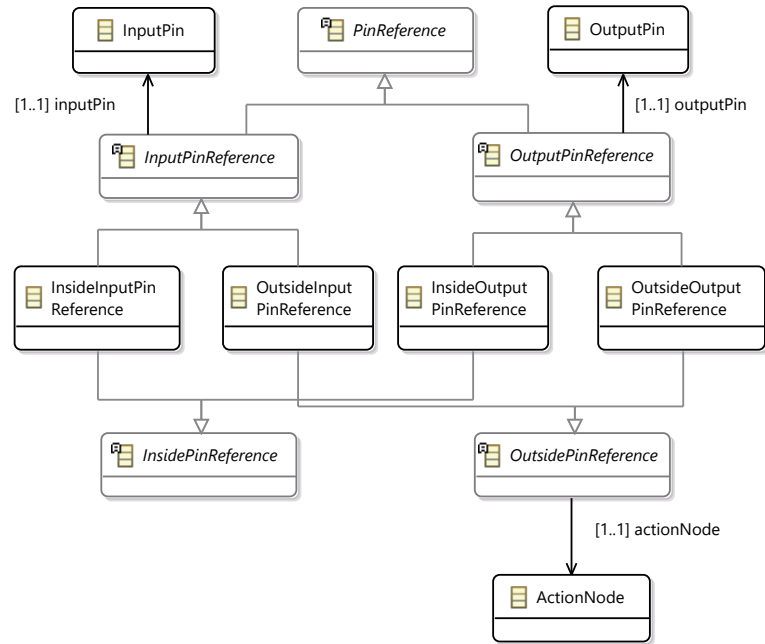 InputPin
PinReference
OutputPin
[1..1] inputPin
[1..1] outputPin
InputPinReference
OutputPinReference
InsideInputPin
Reference
OutsideInput
PinReference
InsideOutput
PinReference
OutsideOutput
PinReference
InsidePinReference
OutsidePinReference
[1..1] actionNode
ActionNode